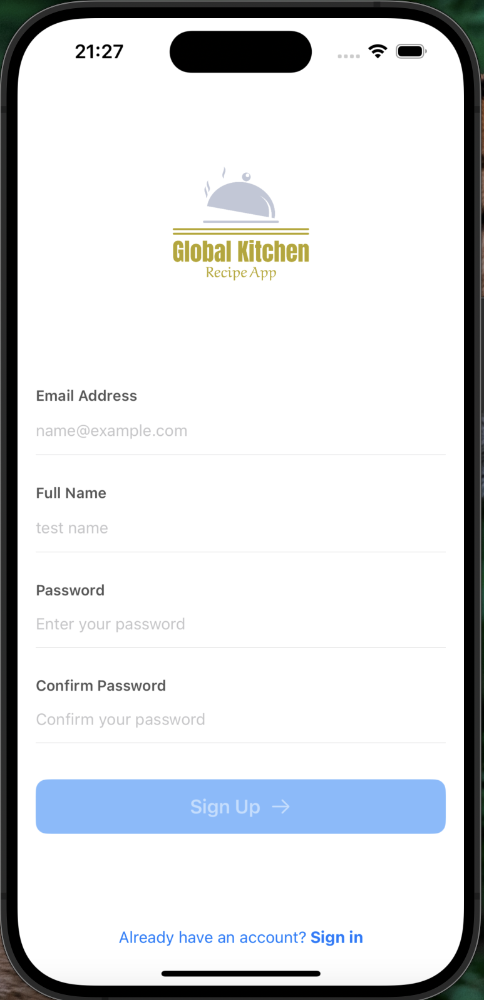 21:27
Global Kitchen
Recipe App
Email Address
name@example.com
Full Name
test name
Password
Enter your password
Confirm Password
Confirm your password
Sign Up →
Already have an account? Sign in